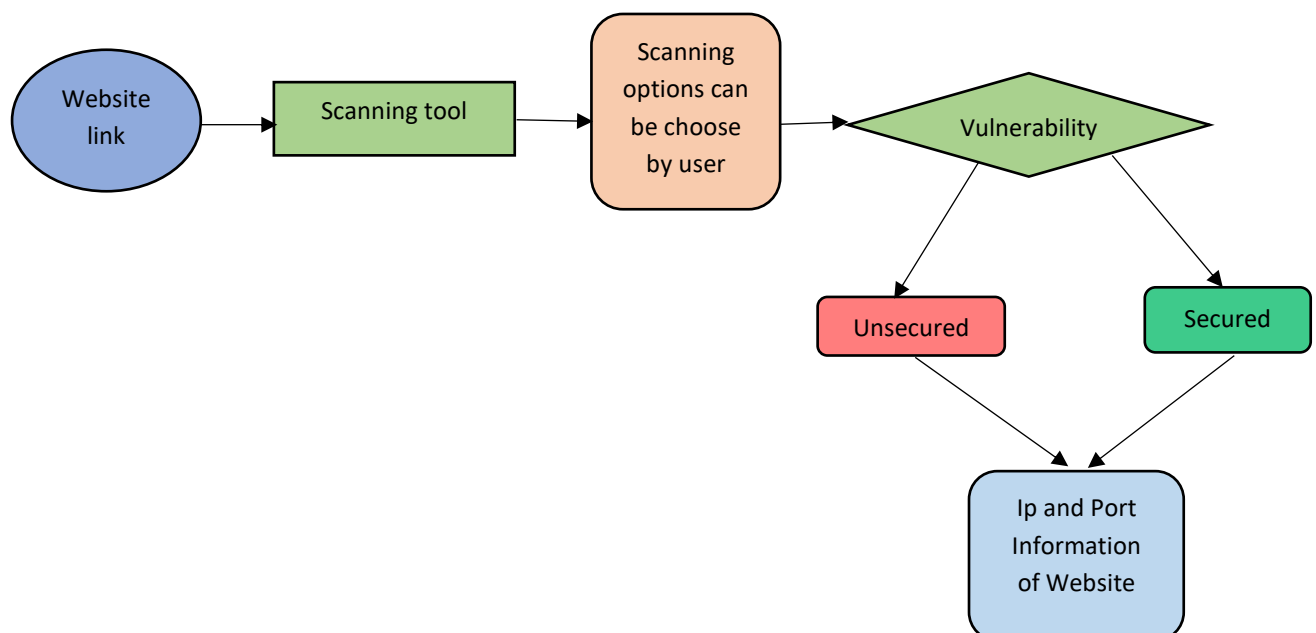 Website
link
Scanning tool
Scanning
options can
be choose
by user
Vulnerability
Unsecured
Secured
Ip and Port
Information
of Website